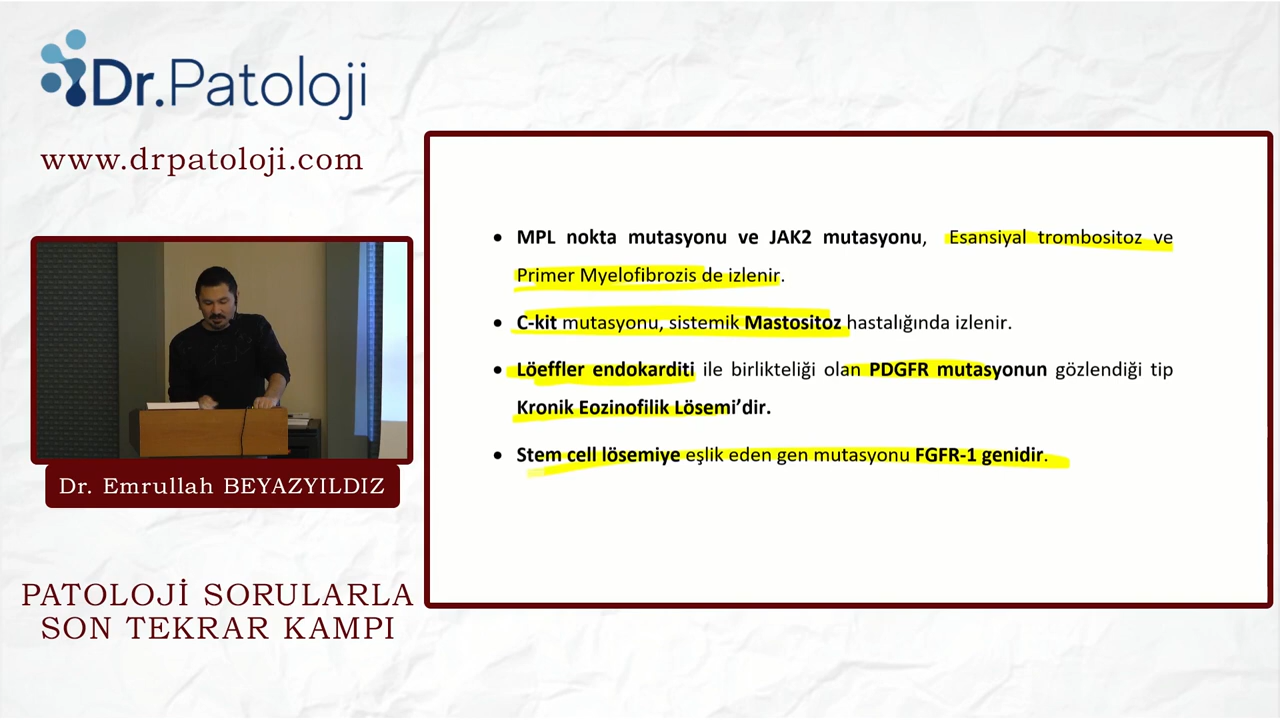 Dr.Patoloji
www.drpatoloji.com
Dr. Emrullah BEYAZYILDIZ
PATOLOJİ SORULARLA
SON TEKRAR KAMPI
• MPL nokta mutasyonu ve JAK2 mutasyonu, Esansiyal trombositoz ve
Primer Myelofibrozis de izlenir.
• C-kit mutasyonu, sistemik Mastositoz hastalığında izlenir.
• Löeffler endokarditi ile birlikteliği olan PDGFR mutasyonun gözlendiği tip
Kronik Eozinofilik Lösemi’dir.
• Stem cell lösemiye eşlik eden gen mutasyonu FGFR-1 genidir.